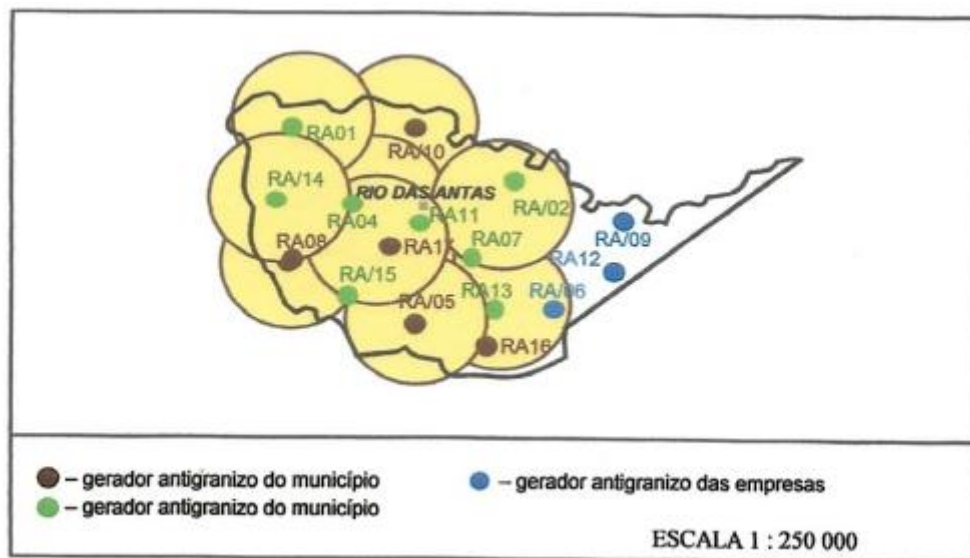 RA01
RA/10
RA/14
RIO DAS ANTAS
RA/02
RA04
RA11
RA/09
RA08
RA07
RA12
RA/15
RA13
RA/06
RA/05
RA16
– gerador antigranizo do município
– gerador antigranizo das empresas
– gerador antigranizo do município
ESCALA 1 : 250 000